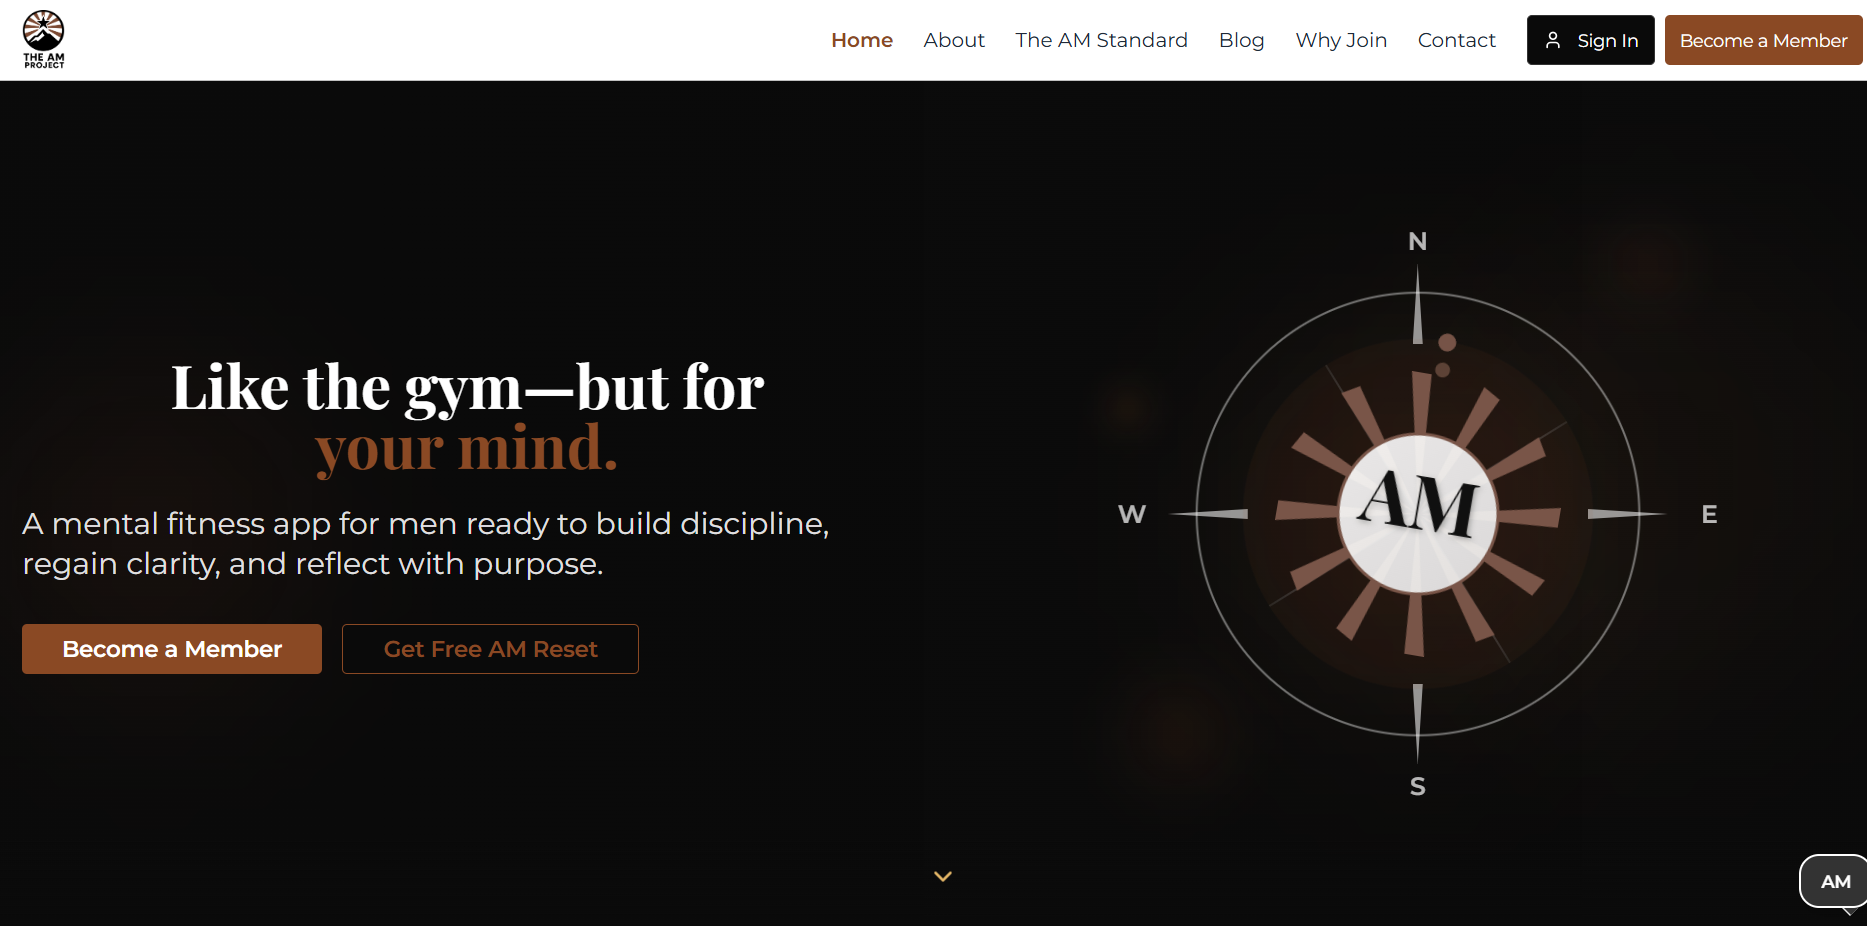 THE AM
PROJECT
Home
About
The AM Standard
Blog
Why Join
Contact
Sign In
Become a Member
Like the gym—but for
your mind.
A mental fitness app for men ready to build discipline,
regain clarity, and reflect with purpose.
Become a Member
Get Free AM Reset
N
W
AM
E
S
AM